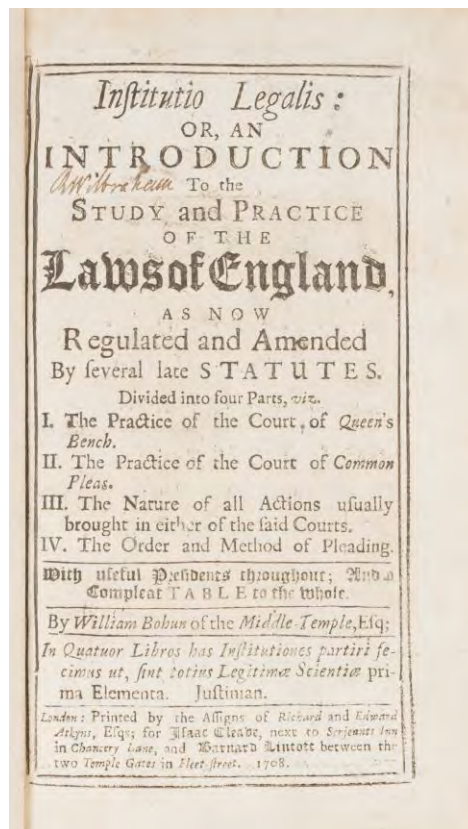 Inſtitutio Legalis:
OR, AN
INTRODUCTION
RWilbraham To the
STUDY and PRACTICE
OF THE
Laws of England,
AS NOW
Regulated and Amended
By ſeveral late STATUTES.
Divided into four Parts, viz.
I. The Practice of the Court of Queen's
Bench.
II. The Practice of the Court of Common
Pleas.
III. The Nature of all Actions uſually
brought in either of the ſaid Courts.
IV. The Order and Method of Pleading.
With uſeful Preſidents throughout; And a
Compleat TABLE to the whole.
By William Bohun of the Middle-Temple, Eſq;
In Quatuor Libros has Inſtitutiones partiri fe-
cimus ut, ſint totius Legitimæ Scientiæ pri-
ma Elementa. Juſtinian.
London: Printed by the Aſſigns of Richard and Edward
Atkyns, Eſqs; for Iſaac Cleave, next to Serjeants Inn
in Chancery Lane, and Barnard Lintott between the
two Temple Gates in Fleet-ſtreet. 1708.